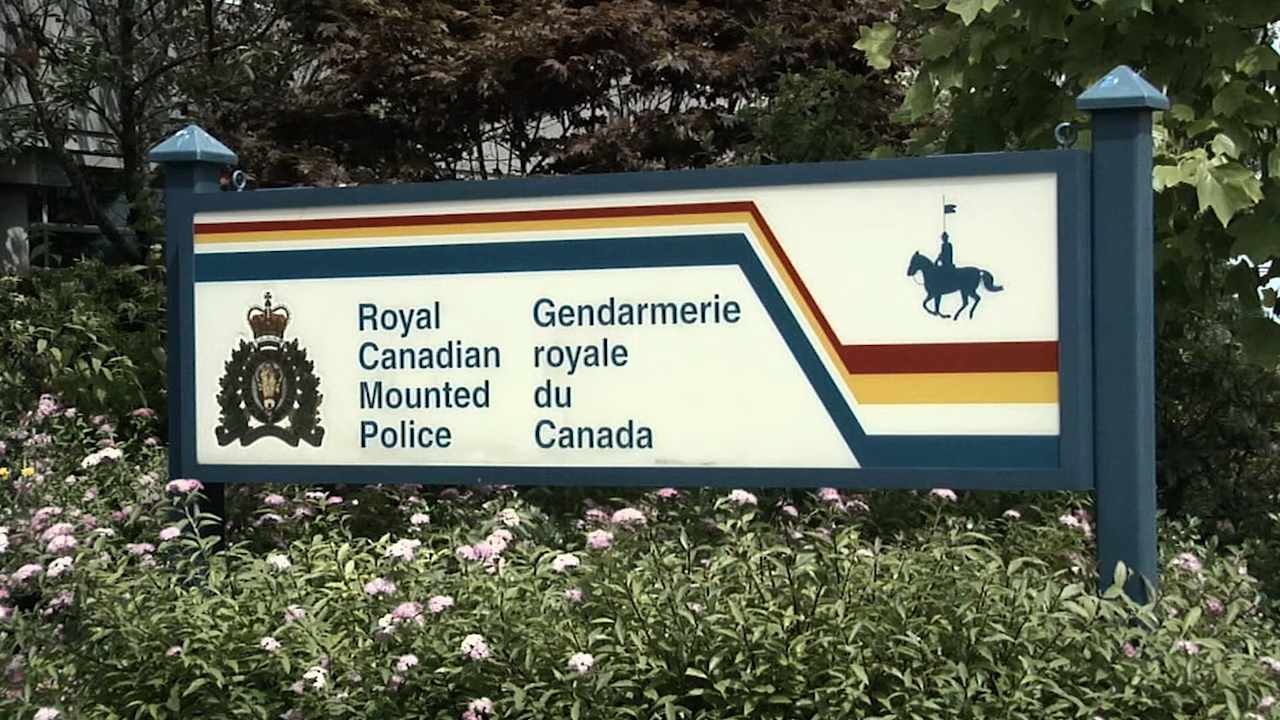 Royal
Canadian
Mounted
Police
Gendarmerie
royale
du
Canada